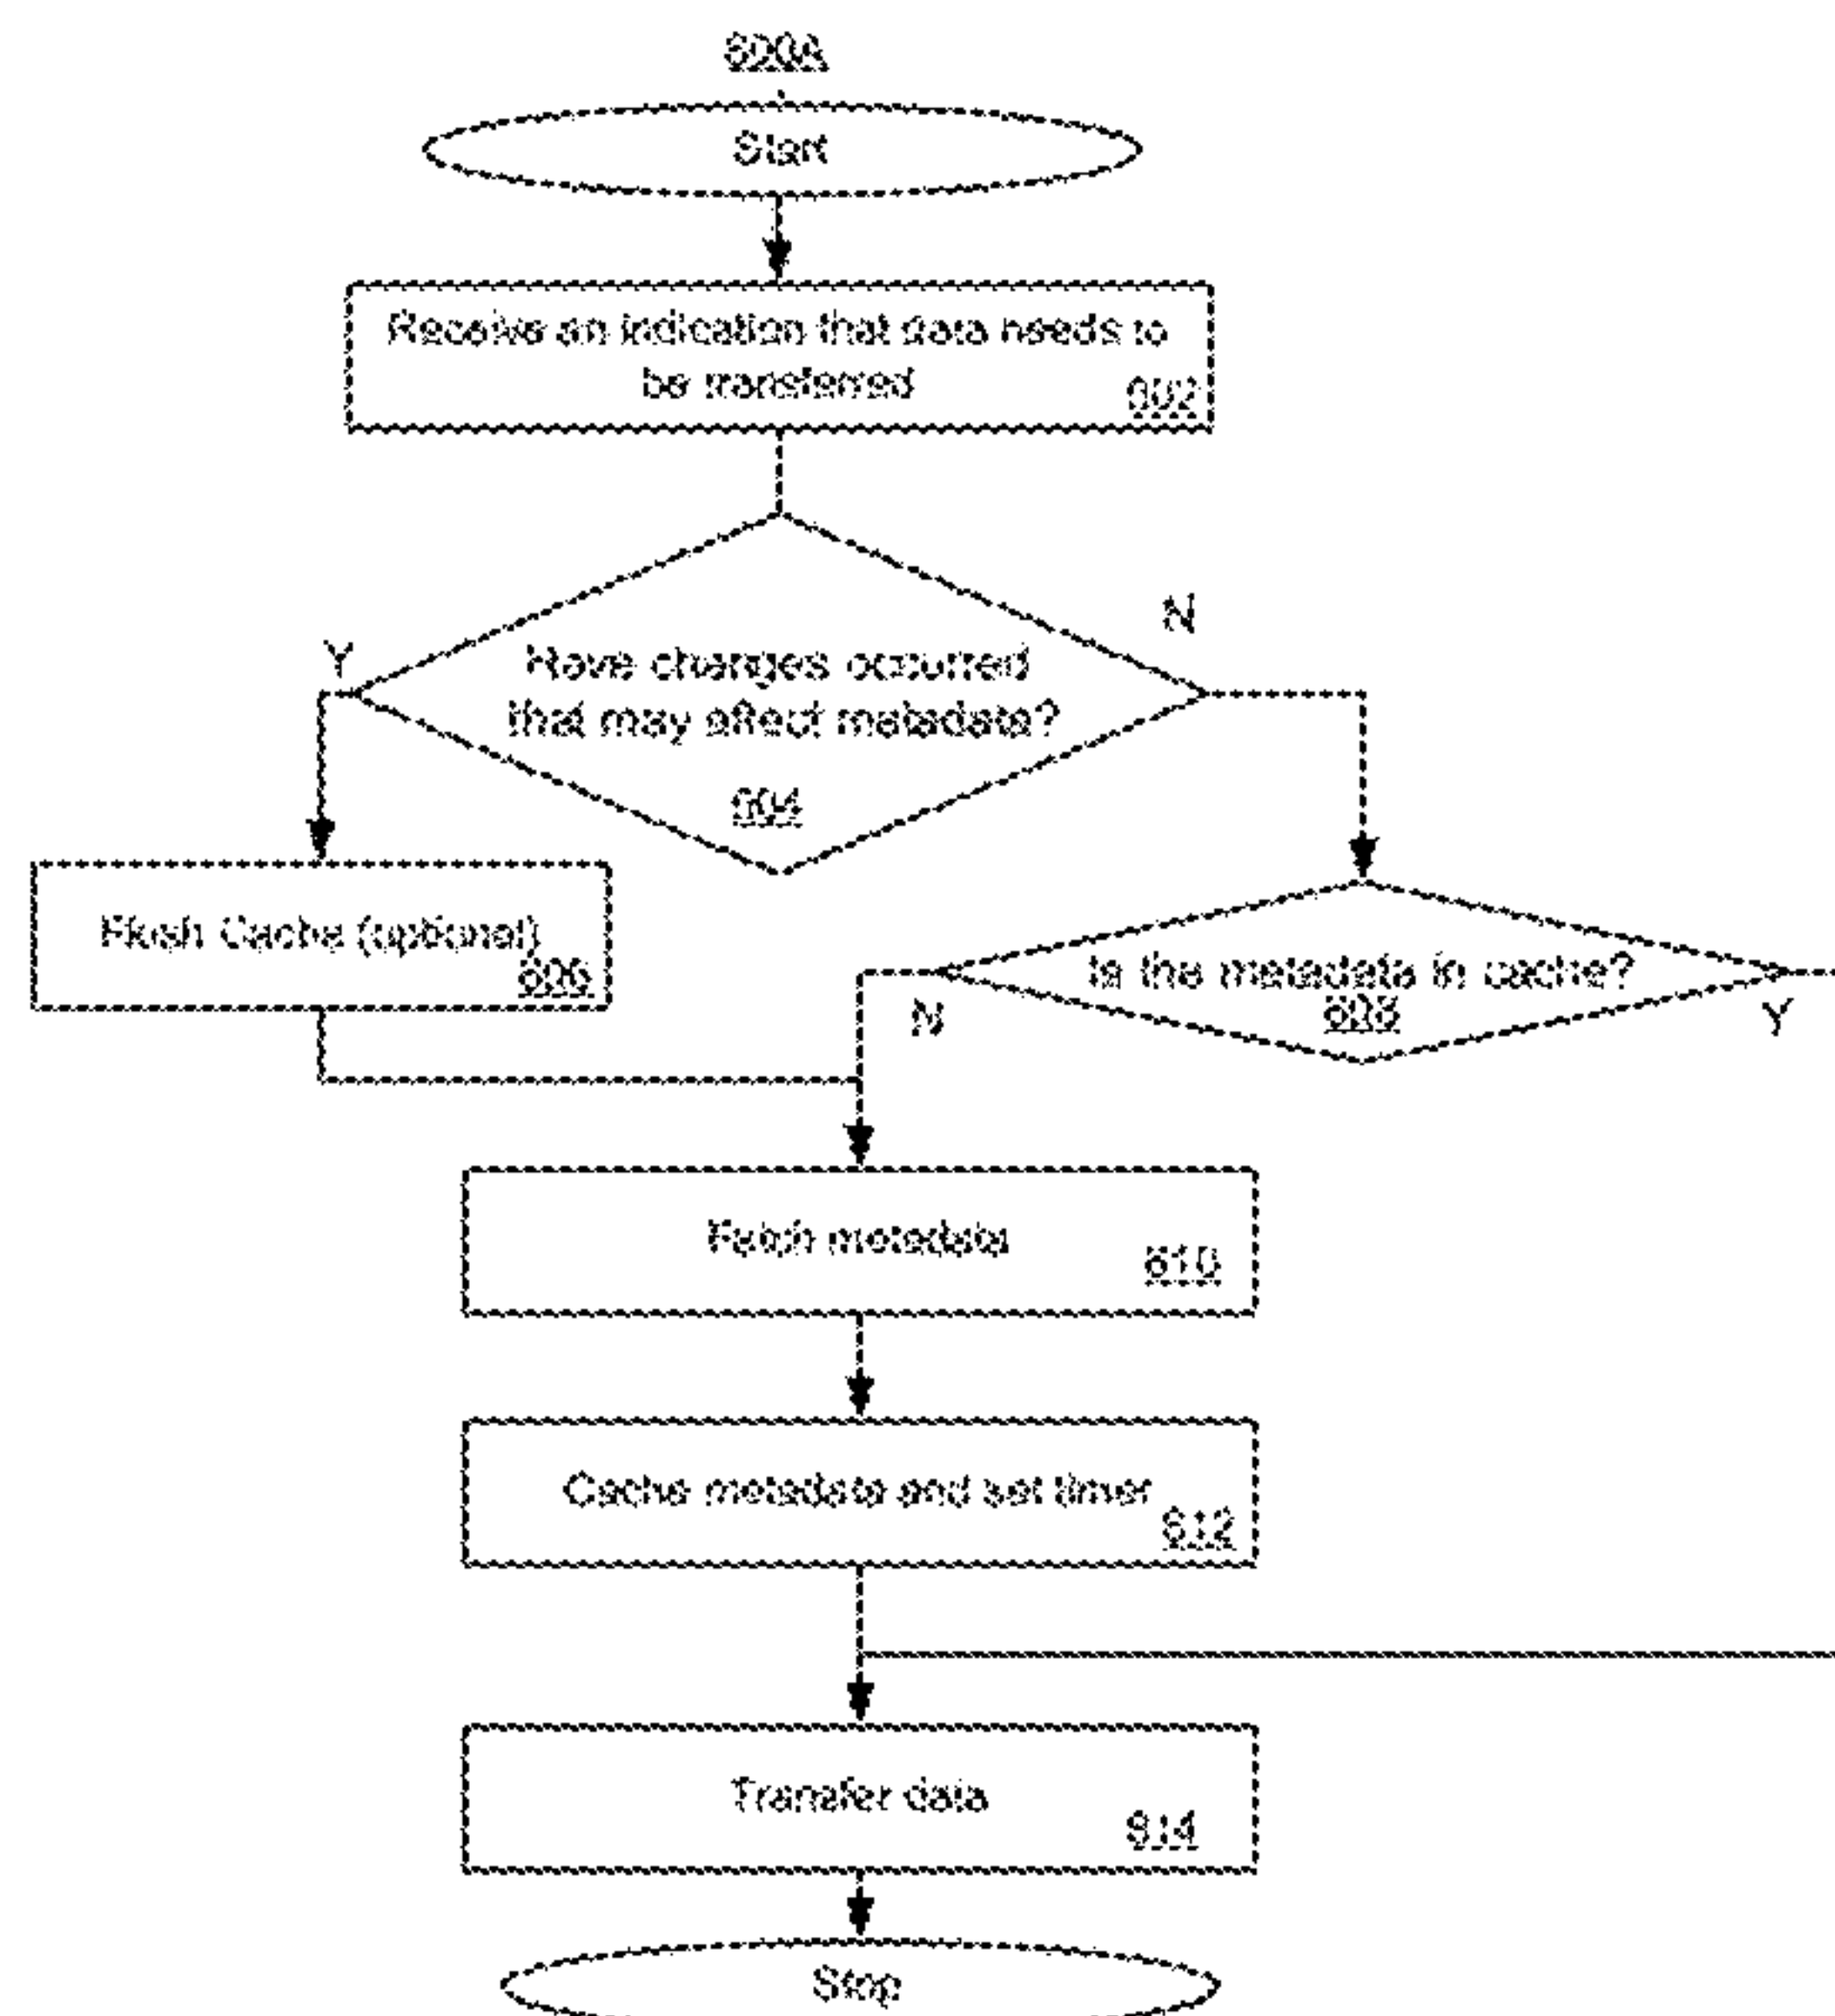 600A
Start
Receive an indication that data needs to
be transferred
602
Have changes occurred
that may affect metadata?
604
Y
N
Flush Cache (optional)
606
Is the metadata in cache?
608
N
Y
Fetch metadata
610
Cache metadata and set timer
612
Transfer data
614
Stop